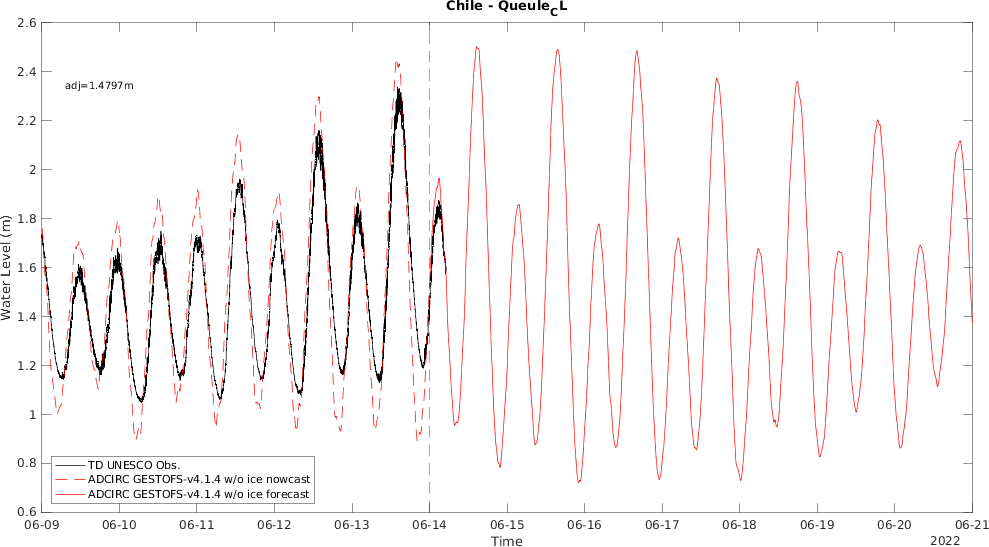 Chile - Queule_CL
2.6
2.4
2.2
2
1.8
1.6
1.4
1.2
1
0.8
0.6
Water Level (m)
adj=1.4797m
TD UNESCO Obs.
ADCIRC GESTOFS-v4.1.4 w/o ice nowcast
ADCIRC GESTOFS-v4.1.4 w/o ice forecast
06-09 06-10 06-11 06-12 06-13 06-14 06-15 06-16 06-17 06-18 06-19 06-20 06-21
Time
2022